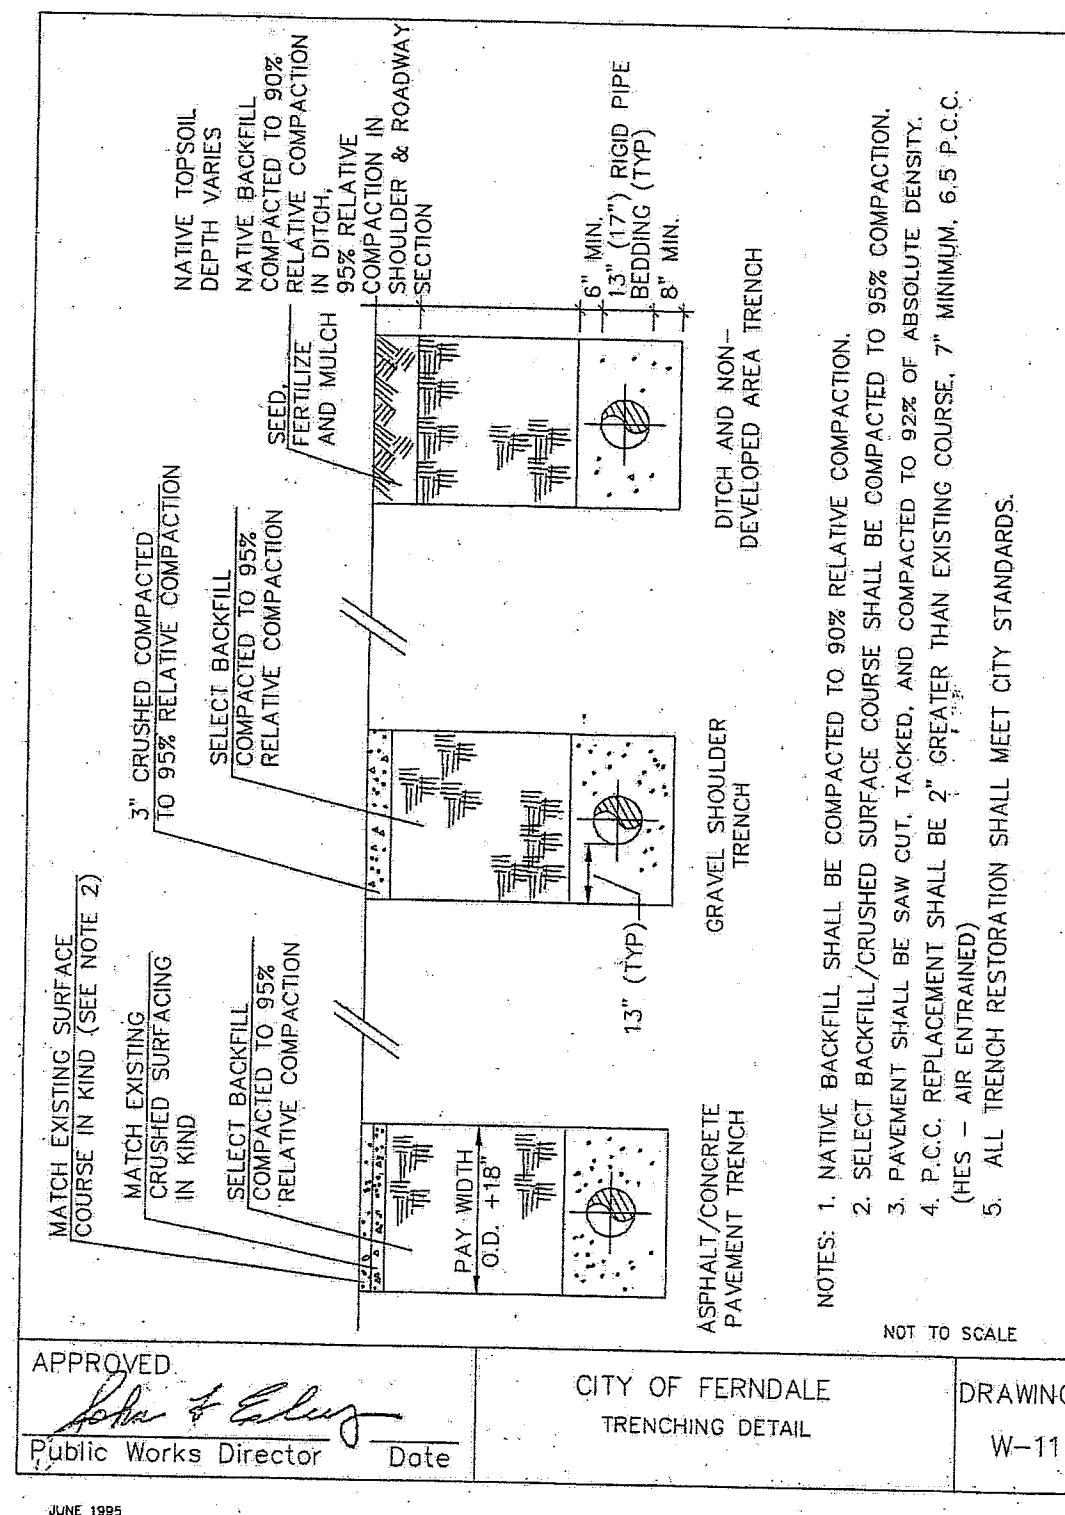 MATCH EXISTING SURFACE
COURSE IN KIND (SEE NOTE 2)
MATCH EXISTING
CRUSHED SURFACING
IN KIND
SELECT BACKFILL
COMPACTED TO 95%
RELATIVE COMPACTION
3" CRUSHED COMPACTED
TO 95% RELATIVE COMPACTION
SELECT BACKFILL
COMPACTED TO 95%
RELATIVE COMPACTION
NATIVE TOPSOIL
DEPTH VARIES
NATIVE BACKFILL
COMPACTED TO 90%
RELATIVE COMPACTION
IN DITCH,
95% RELATIVE
COMPACTION IN
SHOULDER & ROADWAY
SECTION
SEED,
FERTILIZE
AND MULCH
PAY WIDTH
O.D. +18"
13" (TYP)
6" MIN.
13" (17") RIGID PIPE
BEDDING (TYP)
8" MIN.
ASPHALT/CONCRETE
PAVEMENT TRENCH
GRAVEL SHOULDER
TRENCH
DITCH AND NON-
DEVELOPED AREA TRENCH
NOTES: 1. NATIVE BACKFILL SHALL BE COMPACTED TO 90% RELATIVE COMPACTION.
2. SELECT BACKFILL/CRUSHED SURFACE COURSE SHALL BE COMPACTED TO 95% COMPACTION.
3. PAVEMENT SHALL BE SAW CUT, TACKED, AND COMPACTED TO 92% OF ABSOLUTE DENSITY.
4. P.C.C. REPLACEMENT SHALL BE 2" GREATER THAN EXISTING COURSE, 7" MINIMUM, 6.5 P.C.C.
(HES - AIR ENTRAINED)
5. ALL TRENCH RESTORATION SHALL MEET CITY STANDARDS.
NOT TO SCALE
APPROVED
Public Works Director
Date
CITY OF FERNDALE
TRENCHING DETAIL
DRAWING
W-11
JUNE 1995